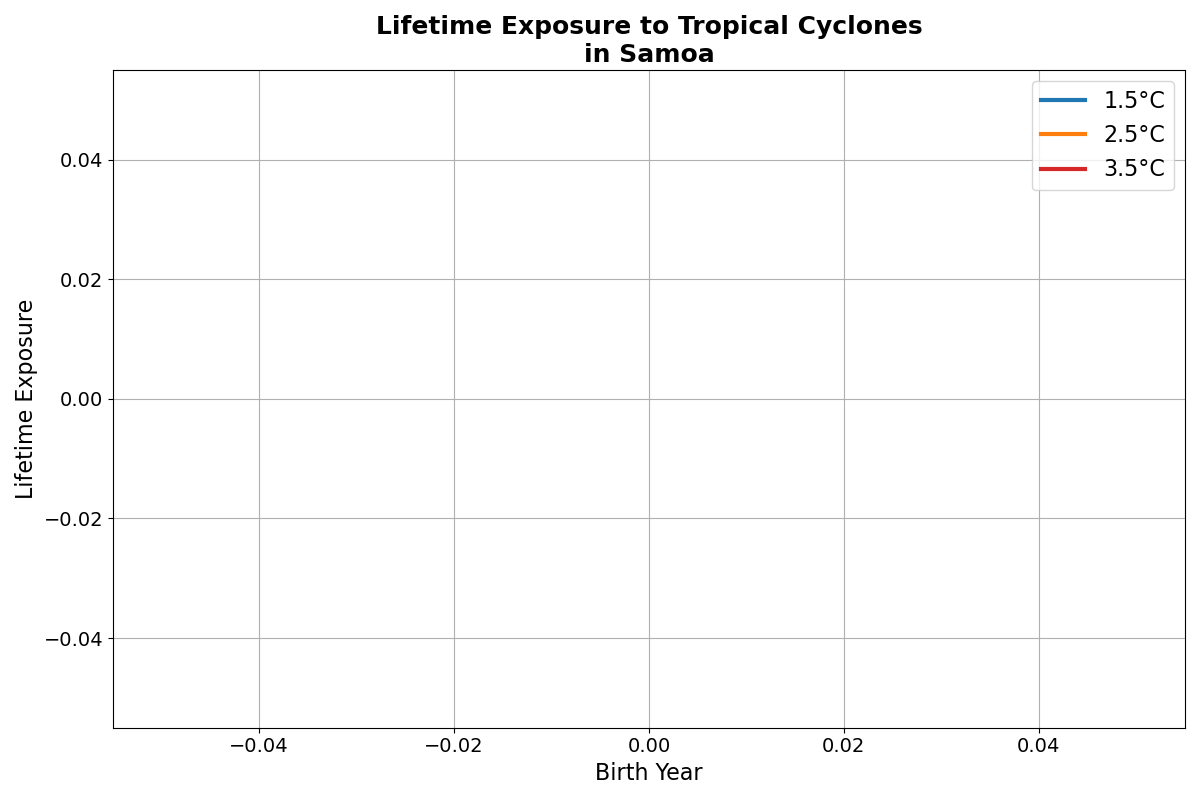 Lifetime Exposure to Tropical Cyclones
in Samoa
1.5°C
2.5°C
3.5°C
Lifetime Exposure
0.04
0.02
0.00
−0.02
−0.04
−0.04
−0.02
0.00
0.02
0.04
Birth Year